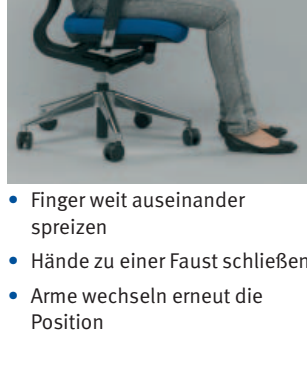 • Finger weit auseinander
spreizen
• Hände zu einer Faust schließen
• Arme wechseln erneut die
Position